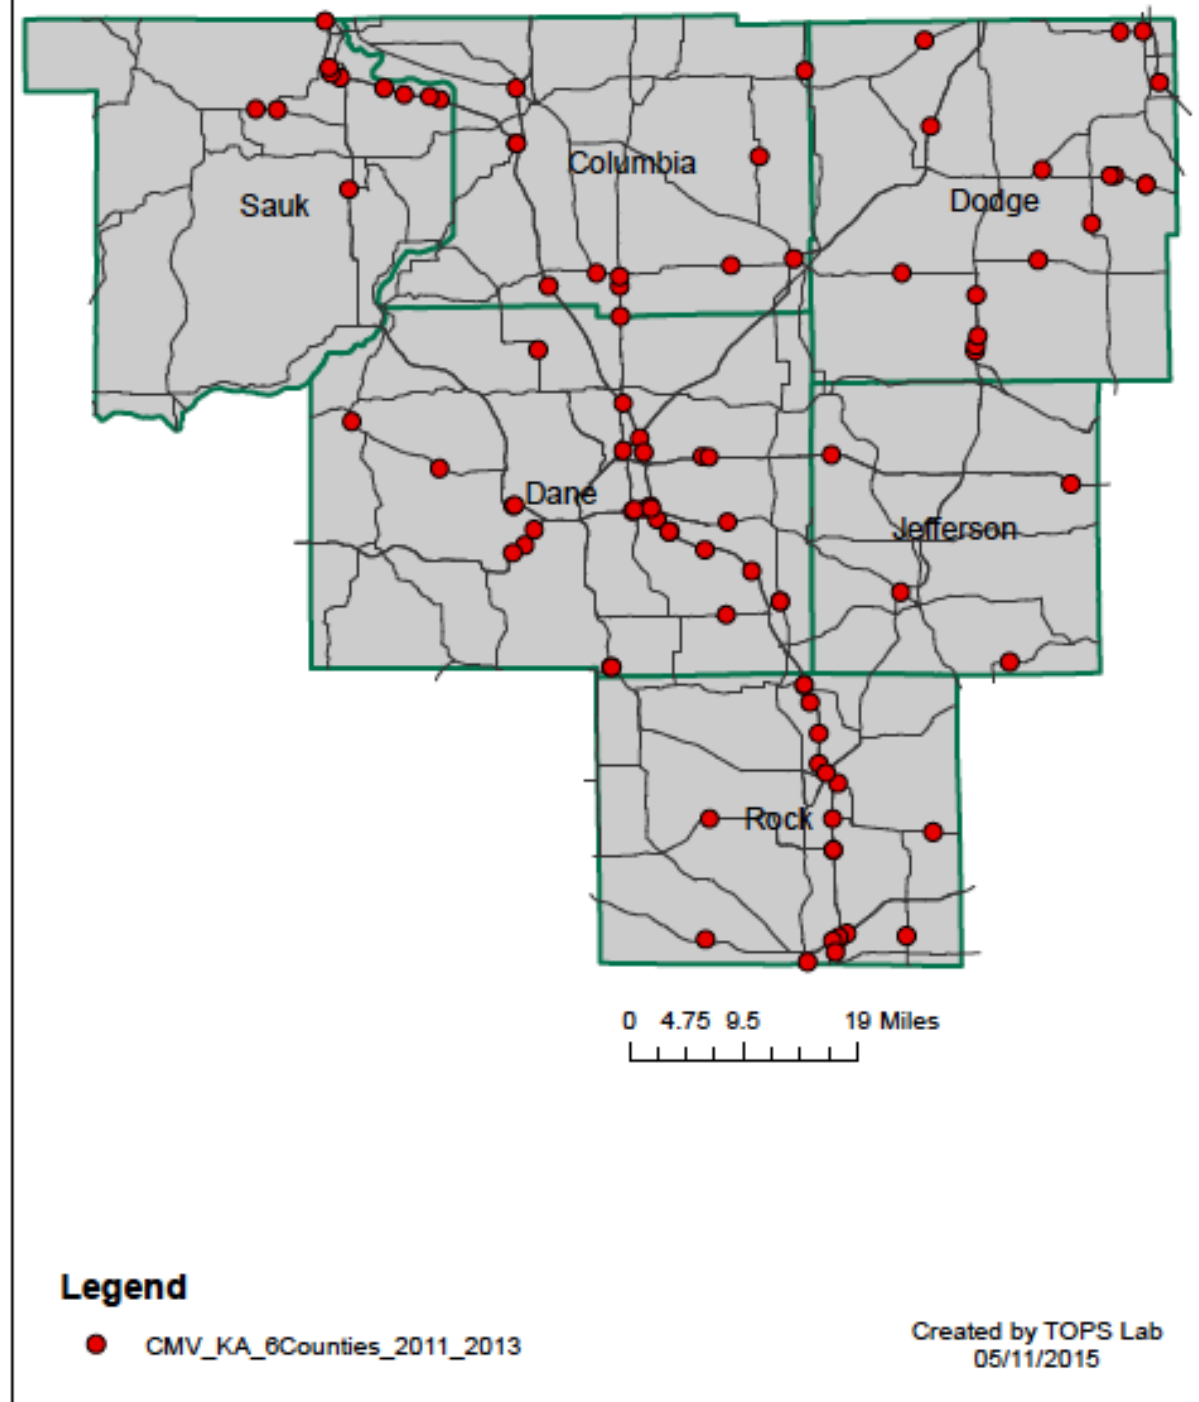 Columbia
Sauk
Dodge
Dane
Jefferson
Rock
0 4.75 9.5 19 Miles
Legend
CMV_KA_6Counties_2011_2013
Created by TOPS Lab
05/11/2015